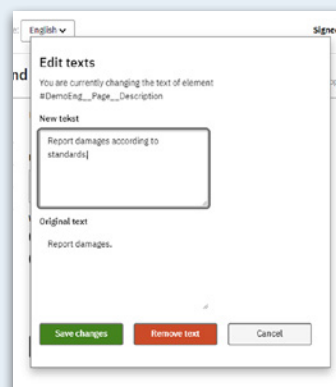 English
Signe
nd
Edit texts
You are currently changing the text of element
#DemoEng__Page__Description
New tekst
Report damages according to
standards.
Original text
Report damages.
Save changes
Remove text
Cancel